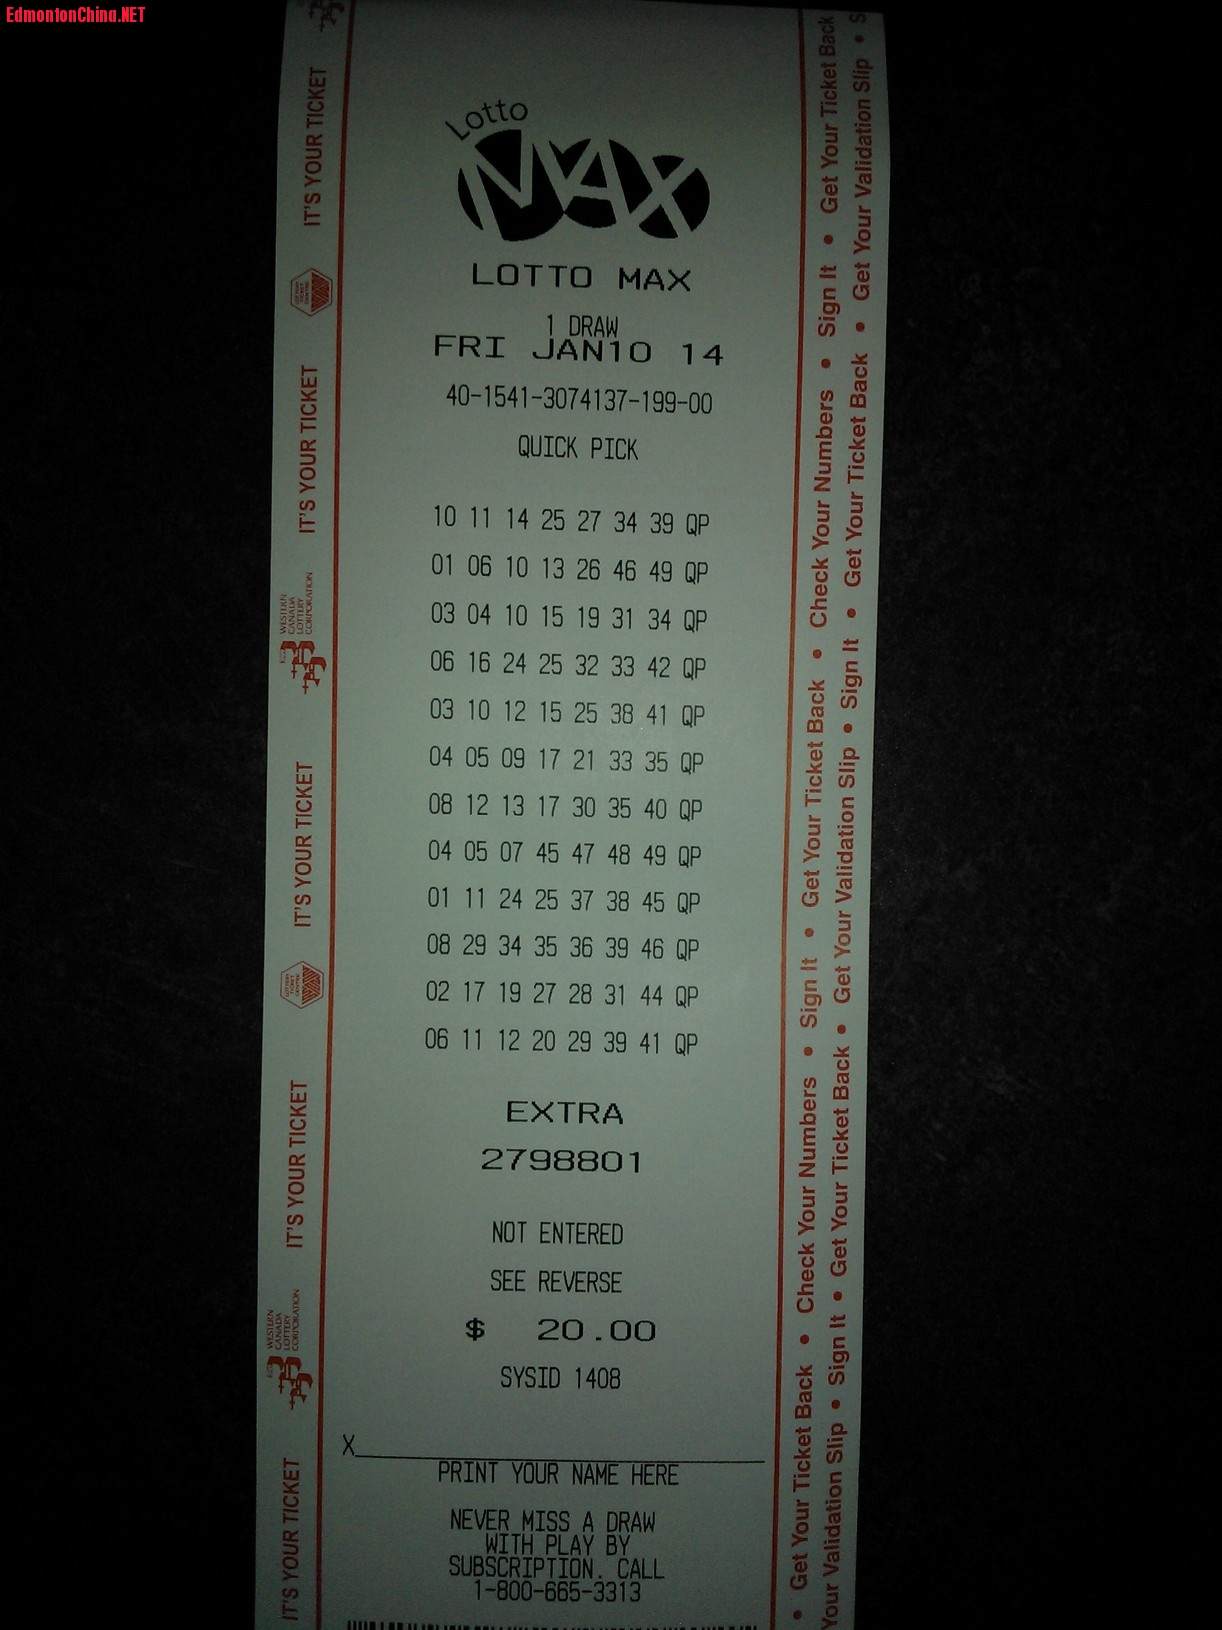 EdmontonChina.NET
Lotto
MAX
LOTTO MAX
1 DRAW
FRI JAN10 14
40-1541-3074137-199-00
QUICK PICK
10 11 14 25 27 34 39 QP
01 06 10 13 26 46 49 QP
03 04 10 15 19 31 34 QP
06 16 24 25 32 33 42 QP
03 10 12 15 25 38 41 QP
04 05 09 17 21 33 35 QP
08 12 13 17 30 35 40 QP
04 05 07 45 47 48 49 QP
01 11 24 25 37 38 45 QP
08 29 34 35 36 39 46 QP
02 17 19 27 28 31 44 QP
06 11 12 20 29 39 41 QP
EXTRA
2798801
NOT ENTERED
SEE REVERSE
$ 20.00
SYSID 1408
X
PRINT YOUR NAME HERE
NEVER MISS A DRAW
WITH PLAY BY
SUBSCRIPTION. CALL
1-800-665-3313
IT'S YOUR TICKET
LOTTERY
TICKET
CENTRE
IT'S YOUR TICKET
WESTERN
CANADA
LOTTERY
CORPORATION
IT'S YOUR TICKET
LOTTERY
TICKET
CENTRE
IT'S YOUR TICKET
WESTERN
CANADA
LOTTERY
CORPORATION
IT'S YOUR TICKET
• Get Your Ticket Back • Check Your Numbers • Sign It • Get Your Ticket Back • Check Your Numbers • Sign It • Get Your Ticket Back
Your Validation Slip • Sign It • Get Your Ticket Back • Get Your Validation Slip • Sign It • Get Your Ticket Back • Get Your Validation Slip • S